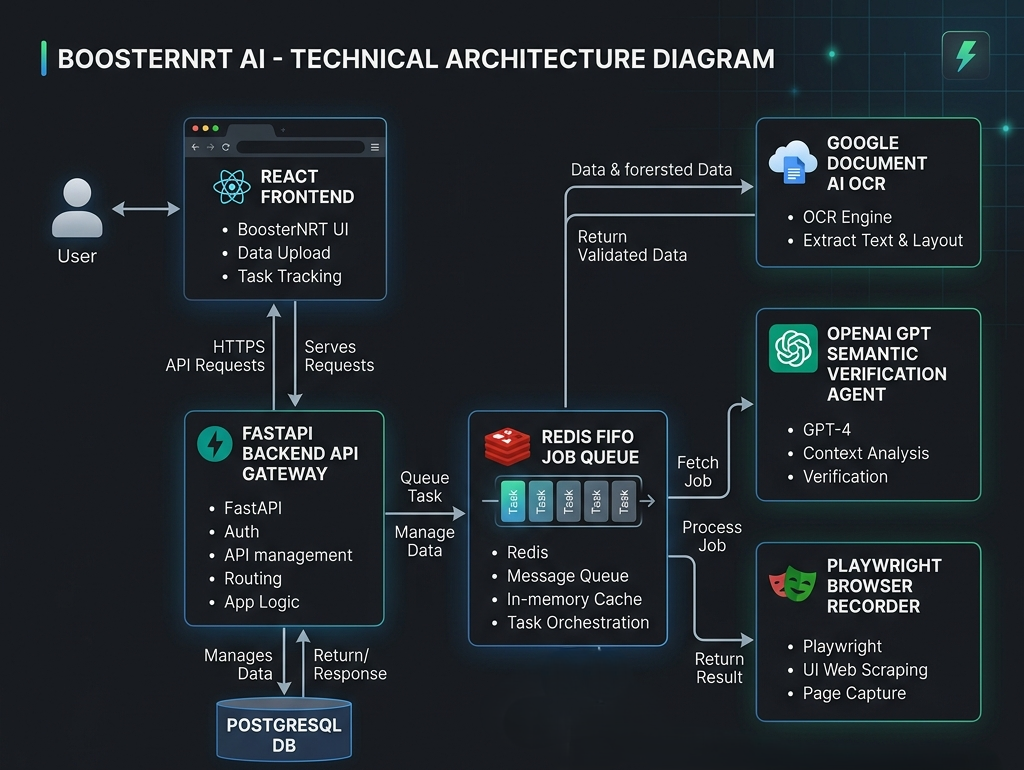 BOOSTERNRT AI - TECHNICAL ARCHITECTURE DIAGRAM
User
REACT
FRONTEND
• BoosterNRT UI
• Data Upload
• Task Tracking
HTTPS
API Requests
Serves
Requests
FASTAPI
BACKEND API
GATEWAY
• FastAPI
• Auth
• API management
• Routing
• App Logic
Manages
Data
Return/
Response
POSTGRESQL
DB
Queue
Task
Manage
Data
REDIS FIFO
JOB QUEUE
Task
Task
Task
Task
Task
• Redis
• Message Queue
• In-memory Cache
• Task Orchestration
Data & forersted Data
Return
Validated Data
Fetch
Job
Process
Job
Return
Result
GOOGLE
DOCUMENT
AI OCR
• OCR Engine
• Extract Text & Layout
OPENAI GPT
SEMANTIC
VERIFICATION
AGENT
• GPT-4
• Context Analysis
• Verification
PLAYWRIGHT
BROWSER
RECORDER
• Playwright
• UI Web Scraping
• Page Capture